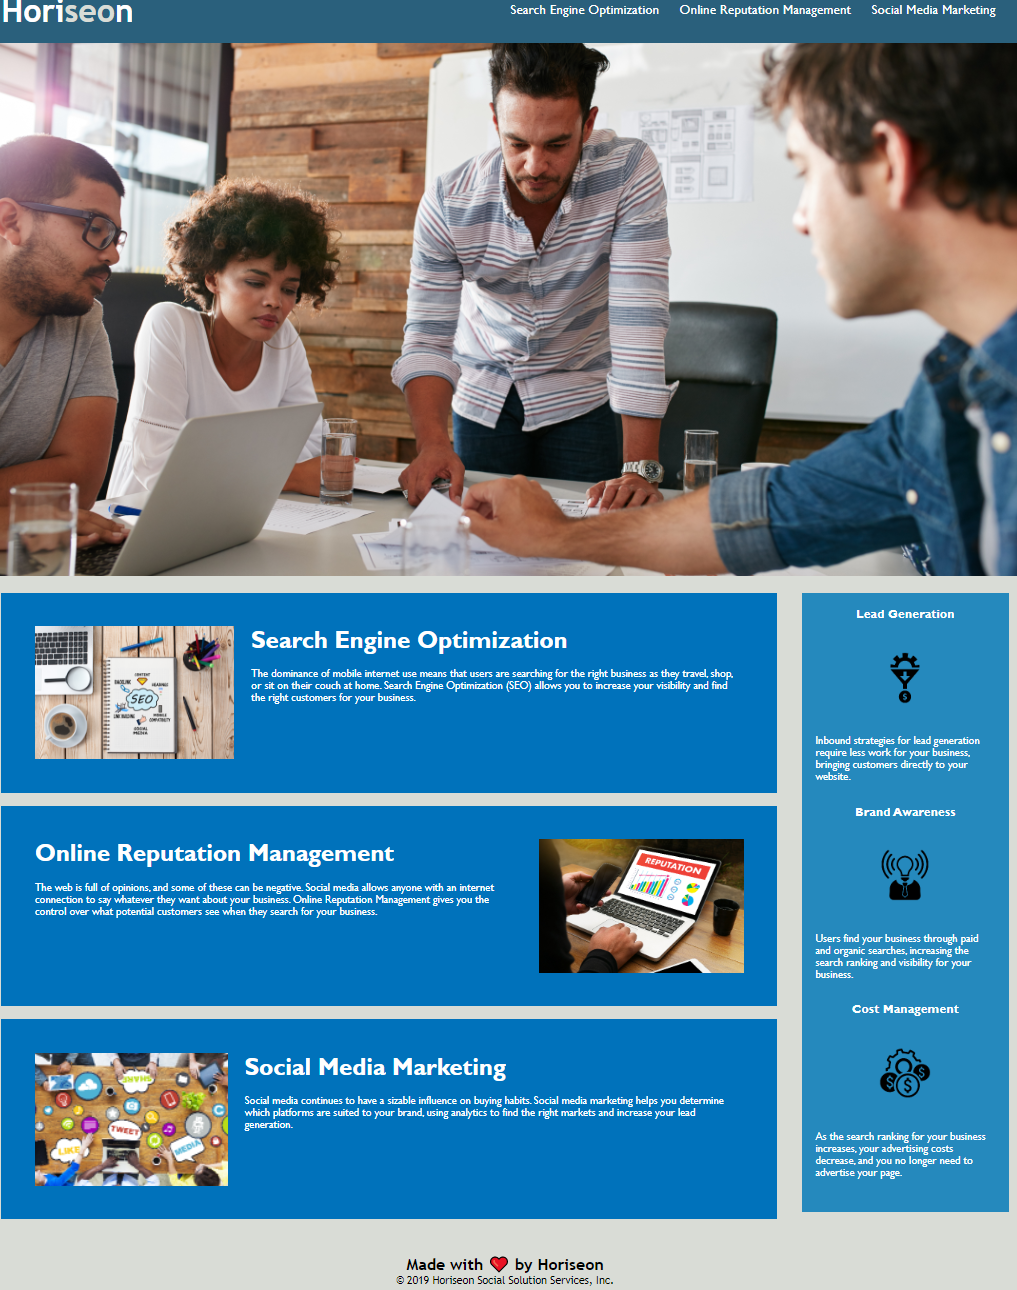 Horiseon
Search Engine Optimization
Online Reputation Management
Social Media Marketing
SEO
CONTENT
BACKLINK
LINK BUILDING
MOBILE
SOCIAL
MEDIA
Search Engine Optimization
The dominance of mobile internet use means that users are searching for the right business as they travel, shop,
or sit on their couch at home. Search Engine Optimization (SEO) allows you to increase your visibility and find
the right customers for your business.
Online Reputation Management
The web is full of opinions, and some of these can be negative. Social media allows anyone with an internet
connection to say whatever they want about your business. Online Reputation Management gives you the
control over what potential customers see when they search for your business.
REPUTATION
SHARE
TWEET
LIKE
MEDIA
Social Media Marketing
Social media continues to have a sizable influence on buying habits. Social media marketing helps you determine
which platforms are suited to your brand, using analytics to find the right markets and increase your lead
generation.
Lead Generation
$
Inbound strategies for lead generation
require less work for your business,
bringing customers directly to your
website.
Brand Awareness
Users find your business through paid
and organic searches, increasing the
search ranking and visibility for your
business.
Cost Management
$ $ $
As the search ranking for your business
increases, your advertising costs
decrease, and you no longer need to
advertise your page.
Made with ❤️ by Horiseon
© 2019 Horiseon Social Solution Services, Inc.